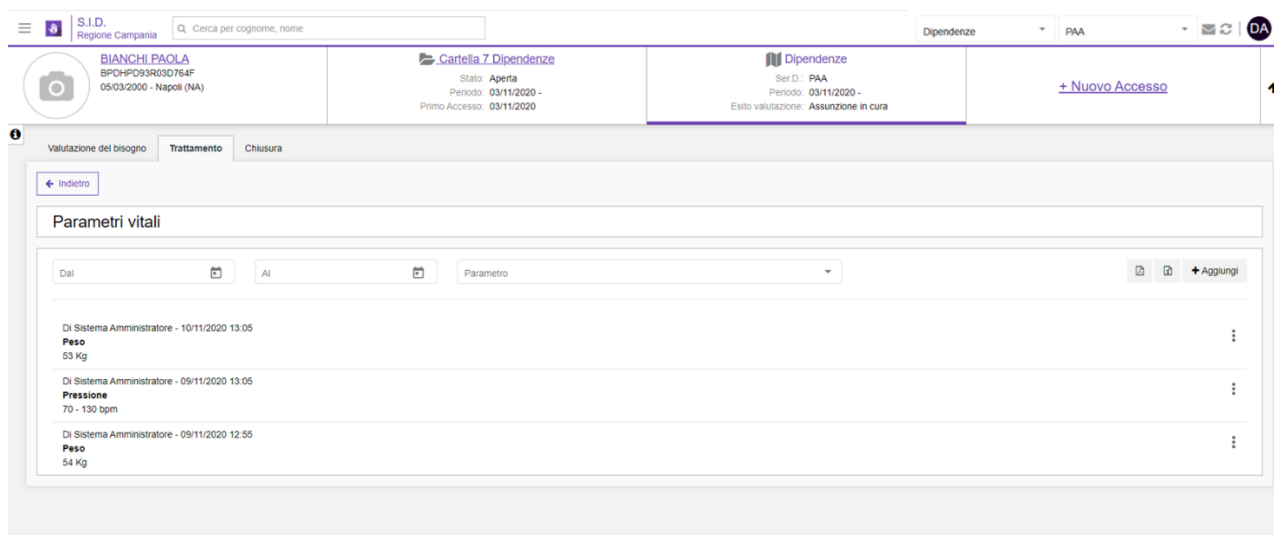 S.I.D.
Regione Campania
Cerca per cognome, nome
Dipendenze
PAA
DA
BIANCHI PAOLA
BPDHPD93R03D764F
05/03/2000 - Napoli (NA)
Cartella 7 Dipendenze
Stato: Aperta
Periodo: 03/11/2020 -
Primo Accesso: 03/11/2020
Dipendenze
Ser.D.: PAA
Periodo: 03/11/2020 -
Esito valutazione: Assunzione in cura
+ Nuovo Accesso
Valutazione del bisogno
Trattamento
Chiusura
Indietro
Parametri vitali
Dal
Al
Parametro
+ Aggiungi
Di Sistema Amministratore - 10/11/2020 13:05
Peso
53 Kg
Di Sistema Amministratore - 09/11/2020 13:05
Pressione
70 - 130 bpm
Di Sistema Amministratore - 09/11/2020 12:55
Peso
54 Kg